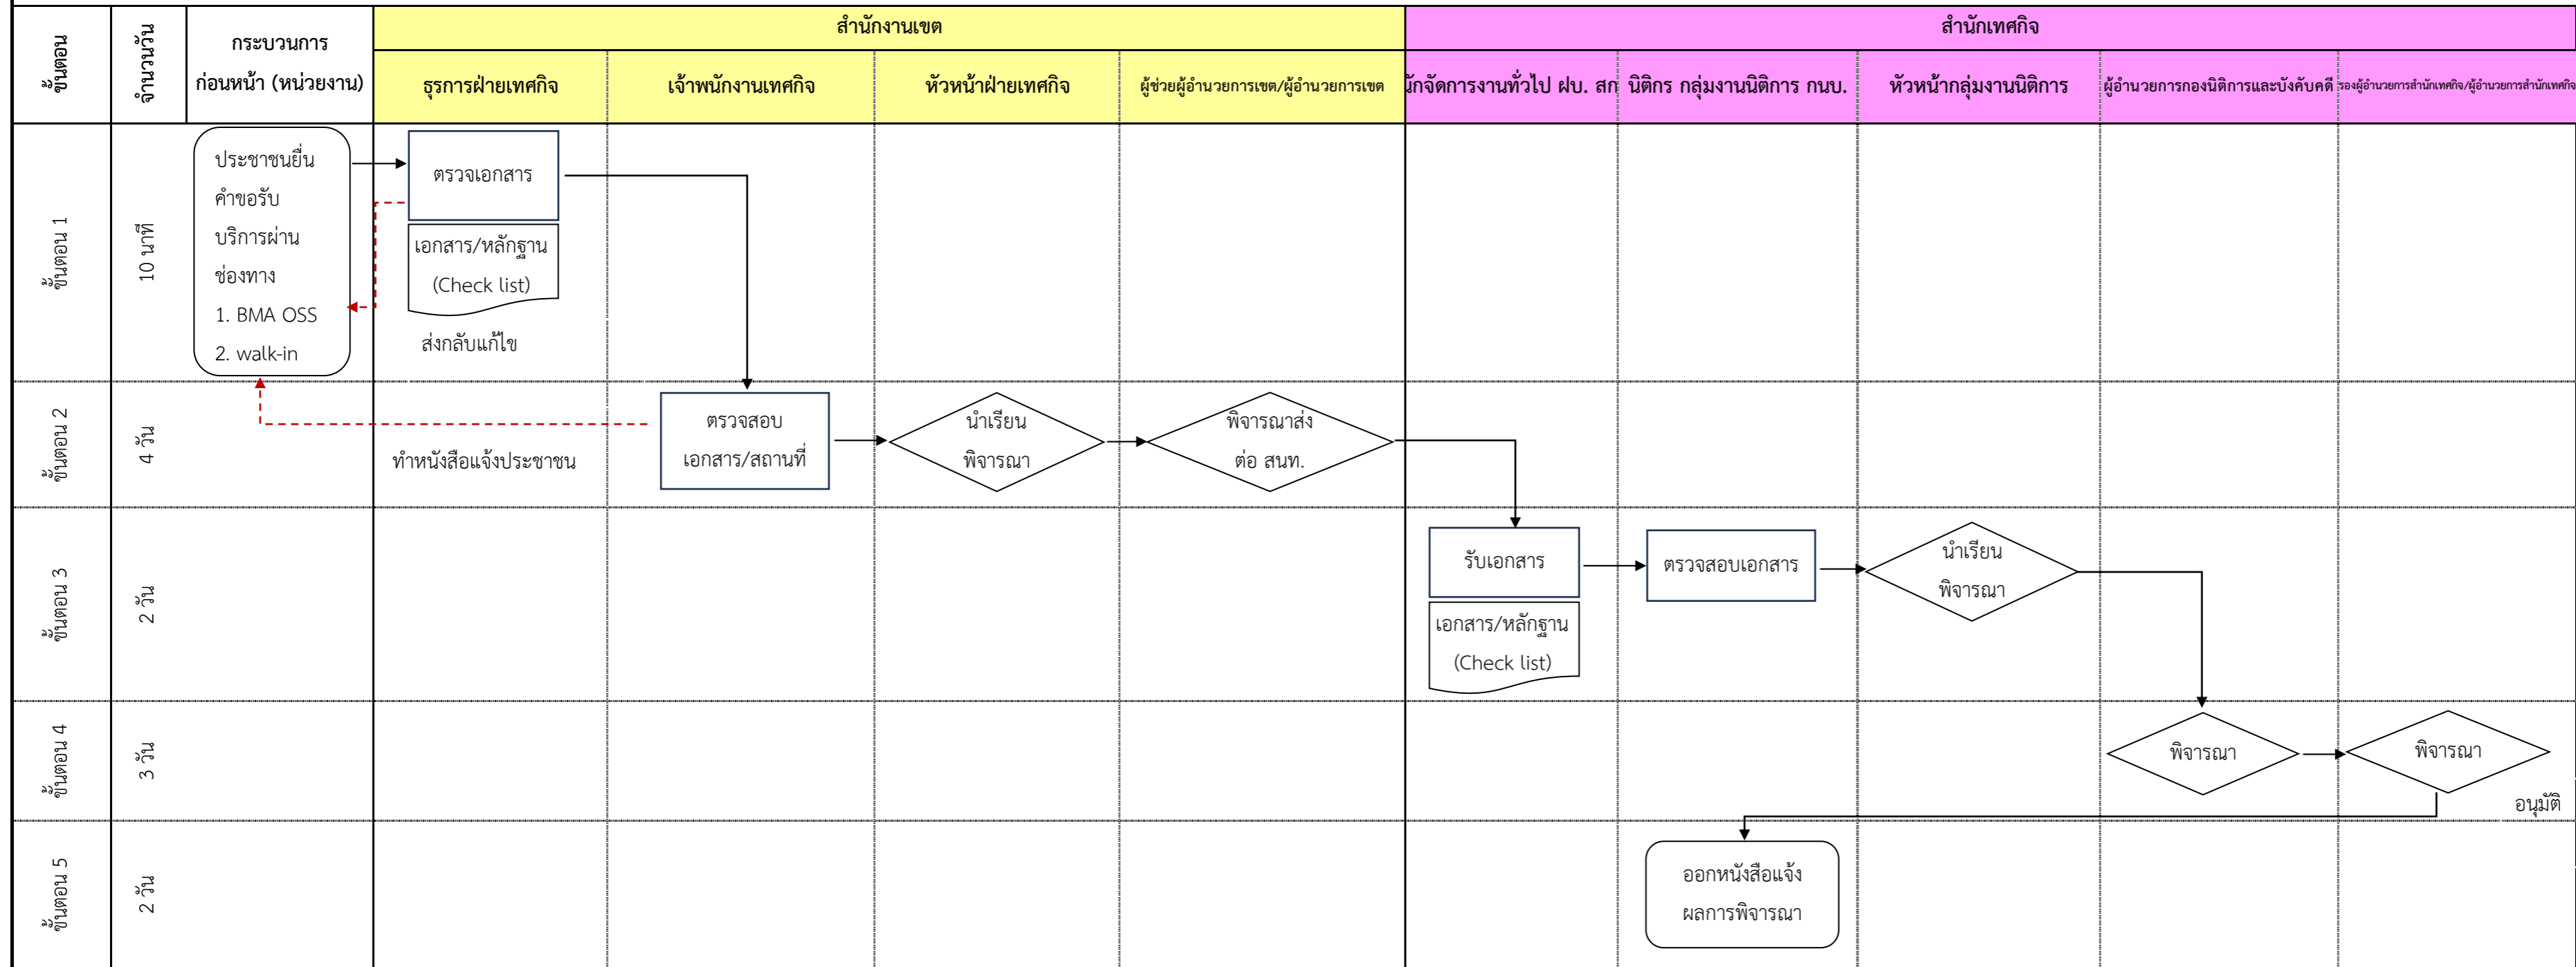 ขั้นตอน
จำนวนวัน
กระบวนการ
ก่อนหน้า (หน่วยงาน)
สำนักงานเขต
สำนักเทศกิจ
ธุรการฝ่ายเทศกิจ
เจ้าพนักงานเทศกิจ
หัวหน้าฝ่ายเทศกิจ
ผู้ช่วยผู้อำนวยการเขต/ผู้อำนวยการเขต
นักจัดการงานทั่วไป ฝบ. สก
นิติกร กลุ่มงานนิติการ กนบ.
หัวหน้ากลุ่มงานนิติการ
ผู้อำนวยการกองนิติการและบังคับคดี
รองผู้อำนวยการสำนักเทศกิจ/ผู้อำนวยการสำนักเทศกิจ
ขั้นตอน 1
10 นาที
ประชาชนยื่น
คำขอรับ
บริการผ่าน
ช่องทาง
1. BMA OSS
2. walk-in
ตรวจเอกสาร
เอกสาร/หลักฐาน
(Check list)
ส่งกลับแก้ไข
ขั้นตอน 2
4 วัน
ทำหนังสือแจ้งประชาชน
ตรวจสอบ
เอกสาร/สถานที่
นำเรียน
พิจารณา
พิจารณาส่ง
ต่อ สนท.
ขั้นตอน 3
2 วัน
รับเอกสาร
เอกสาร/หลักฐาน
(Check list)
ตรวจสอบเอกสาร
นำเรียน
พิจารณา
ขั้นตอน 4
3 วัน
พิจารณา
พิจารณา
อนุมัติ
ขั้นตอน 5
2 วัน
ออกหนังสือแจ้ง
ผลการพิจารณา